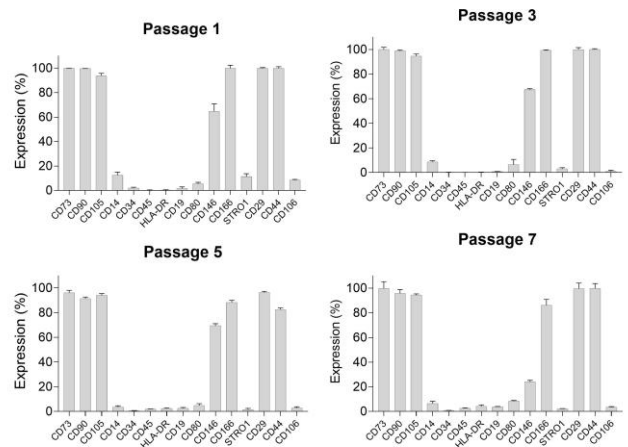 Passage 1
Expression (%)
100
80
60
40
20
0
CD73 CD90 CD105 CD14 CD34 CD45 HLA-DR CD19 CD80 CD146 CD166 STRO1 CD29 CD44 CD106
Passage 3
Expression (%)
100
80
60
40
20
0
CD73 CD90 CD105 CD14 CD34 CD45 HLA-DR CD19 CD80 CD146 CD166 STRO1 CD29 CD44 CD106
Passage 5
Expression (%)
100
80
60
40
20
0
CD73 CD90 CD105 CD14 CD34 CD45 HLA-DR CD19 CD80 CD146 CD166 STRO1 CD29 CD44 CD106
Passage 7
Expression (%)
100
80
60
40
20
0
CD73 CD90 CD105 CD14 CD34 CD45 HLA-DR CD19 CD80 CD146 CD166 STRO1 CD29 CD44 CD106